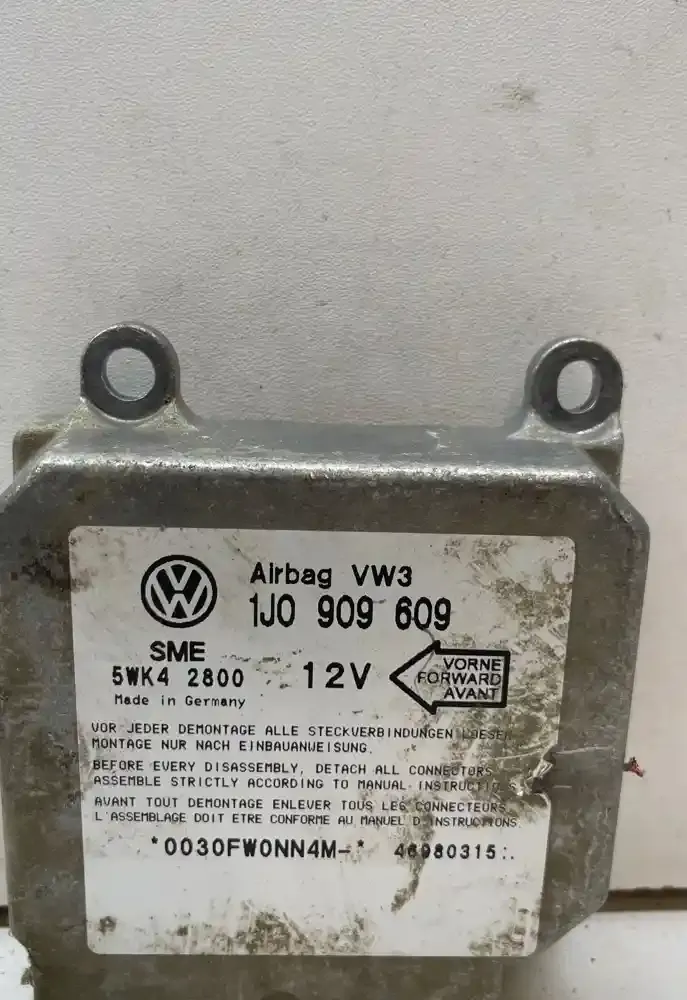 Airbag VW3
1J0 909 609
SME
5WK4 2800
12V
VORNE
FORWARD
AVANT
Made in Germany
VOR JEDER DEMONTAGE ALLE STECKVERBINDUNGEN LOESEN
MONTAGE NUR NACH EINBAUANWEISUNG.
BEFORE EVERY DISASSEMBLY, DETACH ALL CONNECTORS
ASSEMBLE STRICTLY ACCORDING TO MANUAL INSTRUCTIONS
AVANT TOUT DEMONTAGE ENLEVER TOUS LES CONNECTEURS
L'ASSEMBLAGE DOIT ETRE CONFORME AU MANUEL D'INSTRUCTIONS.
*0030FW0NN4M-*